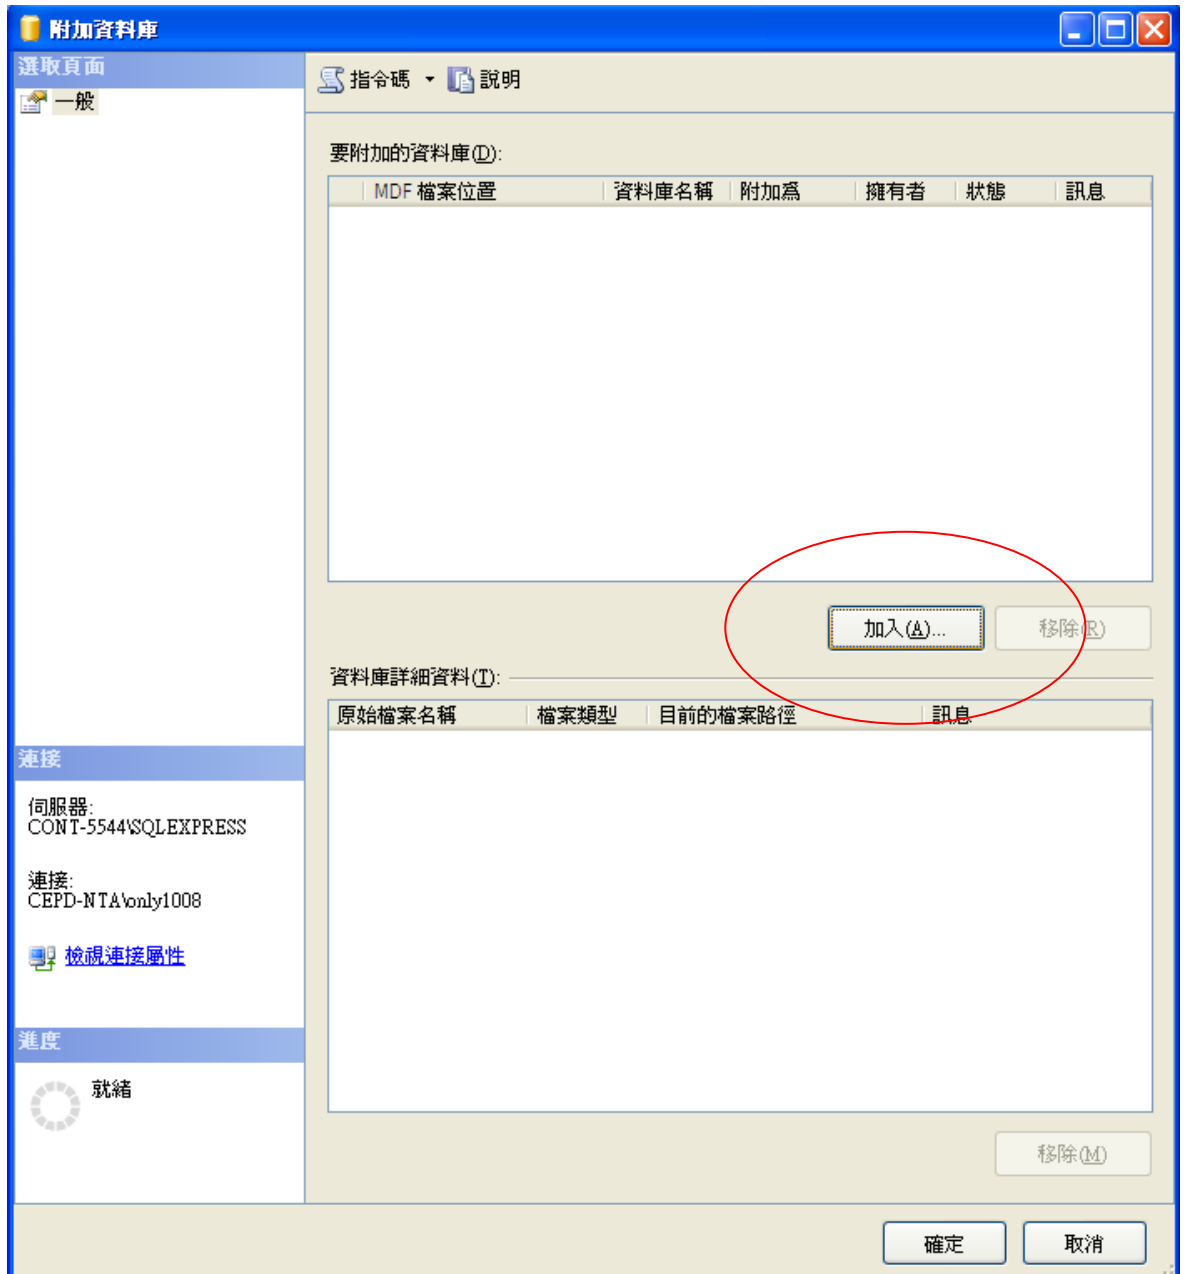 附加資料庫
選取頁面
一般
指令碼 說明
要附加的資料庫(D):
MDF 檔案位置 資料庫名稱 附加為 擁有者 狀態 訊息
加入(A)... 移除(R)
資料庫詳細資料(T):
原始檔案名稱 檔案類型 目前的檔案路徑 訊息
連接
伺服器:
CONT-5544\SQLEXPRESS
連接:
CEPD-NTA\only1008
檢視連接屬性
進度
就緒
移除(M)
確定 取消